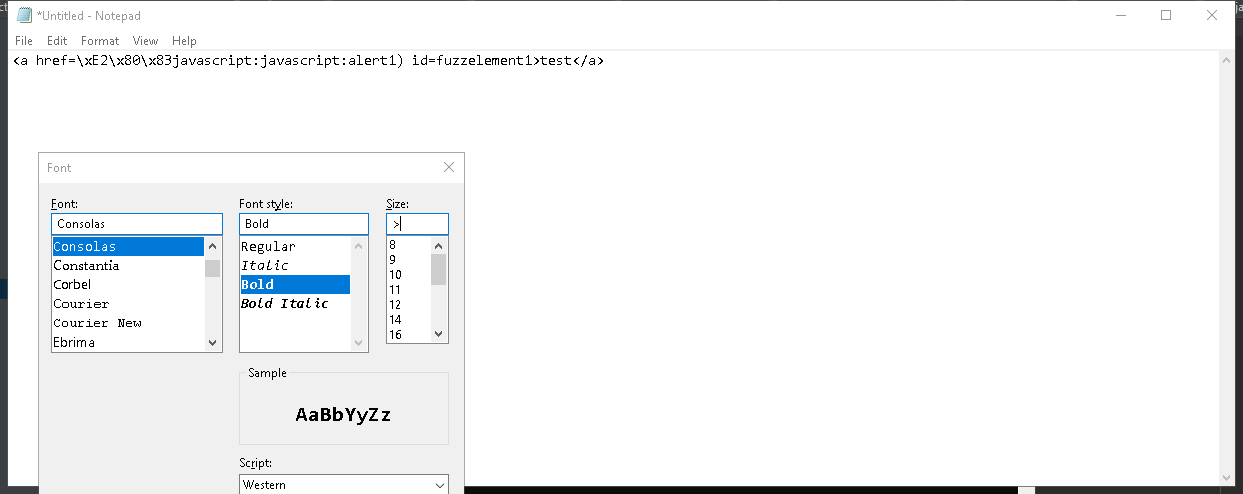 *Untitled - Notepad
File Edit Format View Help
<a href=\xE2\x80\x83javascript:javascript:alert1) id=fuzzelement1>test</a>
Font
Font: Font style: Size:
Consolas Bold >
Consolas Regular 8
Constantia Italic 9
Corbel Bold 10
Courier Bold Italic 11
Courier New 12
Ebrima 14
16
Sample
AaBbYyZz
Script:
Western